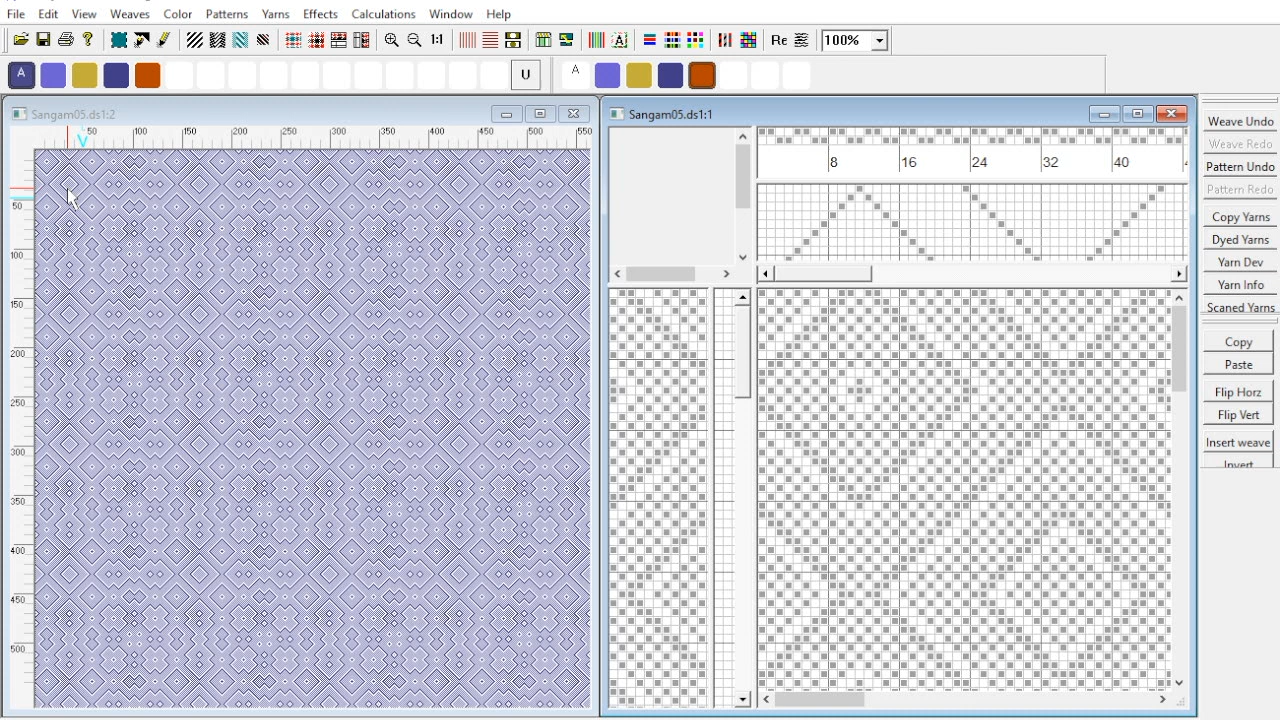 File Edit View Weaves Color Patterns Yarns Effects Calculations Window Help
1:1 A Re 100%
A U A
Sangam05.ds1:2
50 100 150 200 250 300 350 400 450 500 550
V
50
100
150
200
250
300
350
400
450
500
Sangam05.ds1:1
8 16 24 32 40
Weave Undo
Weave Redo
Pattern Undo
Pattern Redo
Copy Yarns
Dyed Yarns
Yarn Dev
Yarn Info
Scaned Yarns
Copy
Paste
Flip Horz
Flip Vert
Insert weave
Invert